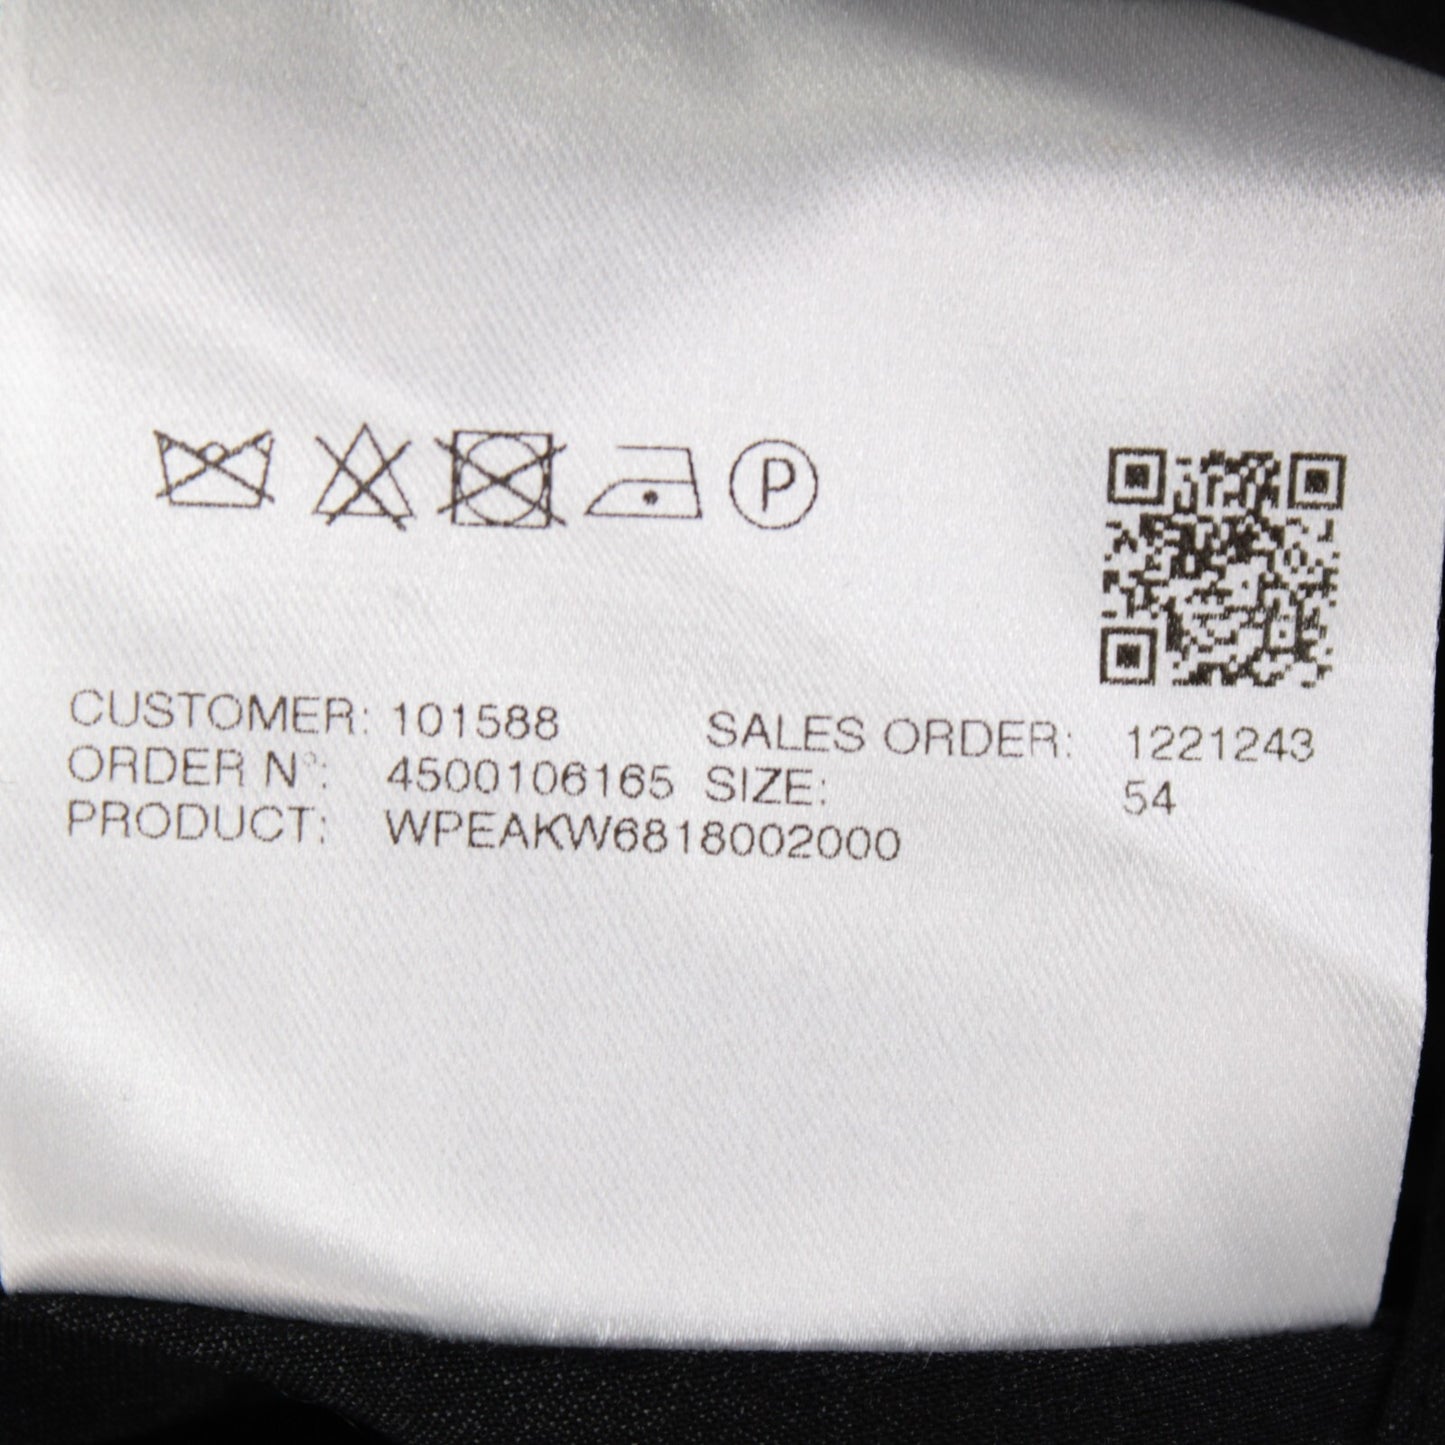 P
CUSTOMER: 101588 SALES ORDER: 1221243
ORDER N°: 4500106165 SIZE: 54
PRODUCT: WPEAKW6818002000